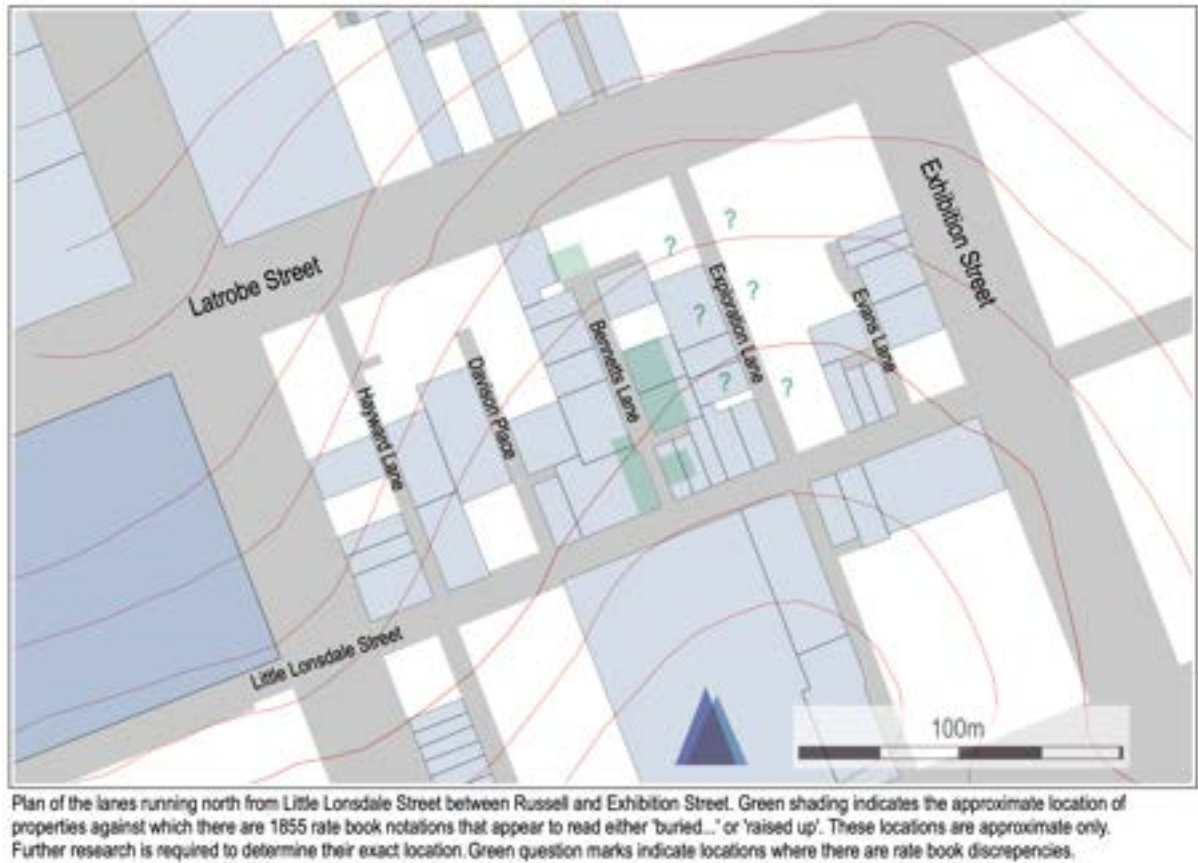 Exhibition Street
Latrobe Street
?
?
?
?
?
?
Exploration Lane
Evans Lane
Bennetts Lane
Davison Place
Hayward Lane
Little Lonsdale Street
100m
Plan of the lanes running north from Little Lonsdale Street between Russell and Exhibition Street. Green shading indicates the approximate location of
properties against which there are 1855 rate book notations that appear to read either 'buried...' or 'raised up'. These locations are approximate only.
Further research is required to determine their exact location. Green question marks indicate locations where there are rate book discrepencies.